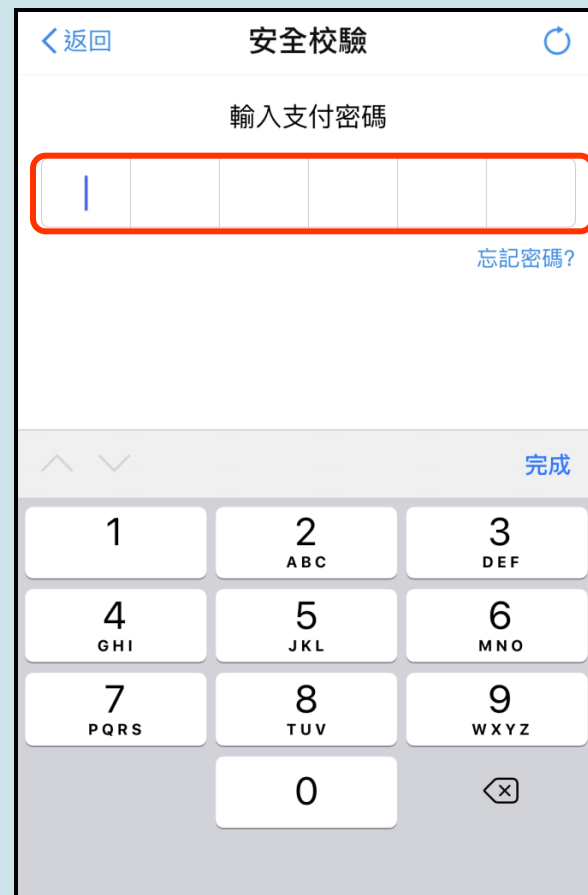 返回 安全校驗
輸入支付密碼
忘記密碼?
完成
1 2 3
ABC DEF
4 5 6
GHI JKL MNO
7 8 9
PQRS TUV WXYZ
0